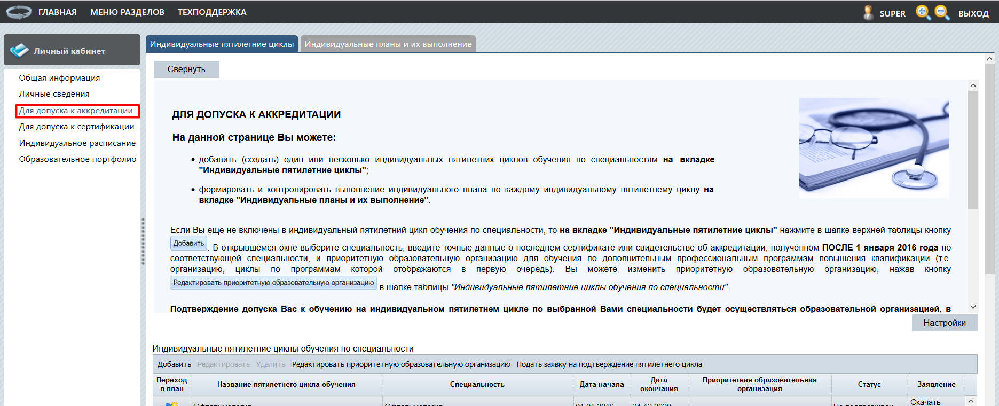 ГЛАВНАЯ МЕНЮ РАЗДЕЛОВ ТЕХПОДДЕРЖКА SUPER ВЫХОД
Личный кабинет
Общая информация
Личные сведения
Для допуска к аккредитации
Для допуска к сертификации
Индивидуальное расписание
Образовательное портфолио
Индивидуальные пятилетние циклы Индивидуальные планы и их выполнение
Свернуть
ДЛЯ ДОПУСКА К АККРЕДИТАЦИИ
На данной странице Вы можете:
• добавить (создать) один или несколько индивидуальных пятилетних циклов обучения по специальностям на вкладке
"Индивидуальные пятилетние циклы";
• формировать и контролировать выполнение индивидуального плана по каждому индивидуальному пятилетнему циклу на
вкладке "Индивидуальные планы и их выполнение".
Если Вы еще не включены в индивидуальный пятилетний цикл обучения по специальности, то на вкладке "Индивидуальные пятилетние циклы" нажмите в шапке верхней таблицы кнопку
Добавить. В открывшемся окне выберите специальность, введите точные данные о последнем сертификате или свидетельстве об аккредитации, полученном ПОСЛЕ 1 января 2016 года по
соответствующей специальности, и приоритетную образовательную организацию для обучения по дополнительным профессиональным программам повышения квалификации (т.е.
организацию, циклы по программам которой отображаются в первую очередь). Вы можете изменить приоритетную образовательную организацию, нажав кнопку
Редактировать приоритетную образовательную организацию в шапке таблицы "Индивидуальные пятилетние циклы обучения по специальности".
Подтверждение допуска Вас к обучению на индивидуальном пятилетнем цикле по выбранной Вами специальности будет осуществляться образовательной организацией, в
Настройки
Индивидуальные пятилетние циклы обучения по специальности
Добавить Редактировать Удалить Редактировать приоритетную образовательную организацию Подать заявку на подтверждение пятилетнего цикла
Переход в план Название пятилетнего цикла обучения Специальность Дата начала Дата окончания Приоритетная образовательная организация Статус Заявление
Скачать